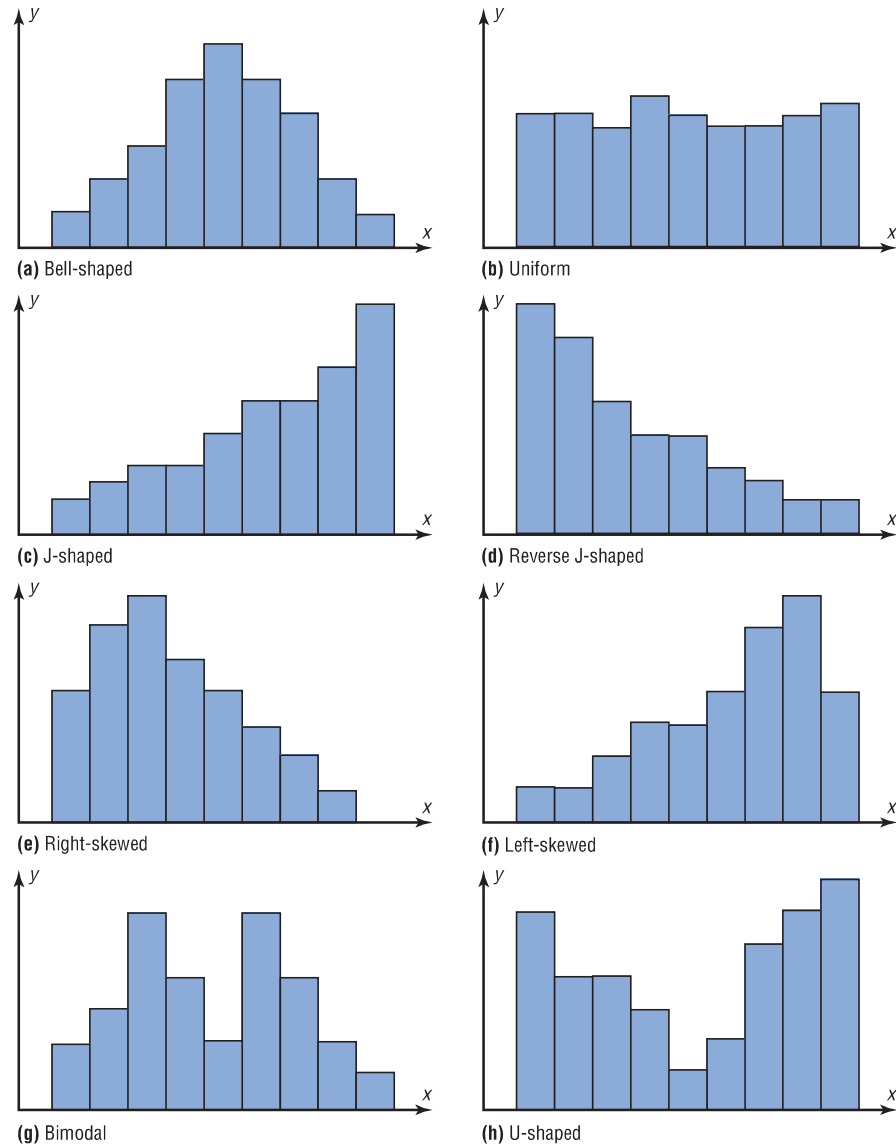 y
x
(a) Bell-shaped
y
x
(b) Uniform
y
x
(c) J-shaped
y
x
(d) Reverse J-shaped
y
x
(e) Right-skewed
y
x
(f) Left-skewed
y
x
(g) Bimodal
y
x
(h) U-shaped